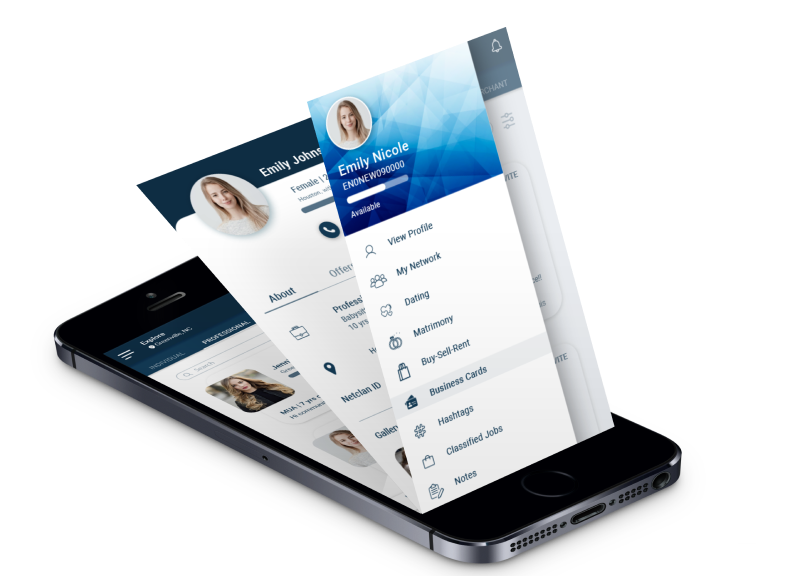 Explore
Greenville, NC
INDIVIDUAL
PROFESSIONAL
Search
Emily Johns
Female | 2
Houston,
About
Offer
Profess
Babysit
10 yrs
Netclan ID
Galler
Emily Nicole
EN0NEW090000
Available
View Profile
My Network
Dating
Matrimony
Buy-Sell-Rent
Business Cards
Hashtags
Classified Jobs
Notes
CHANT
ITE
ITE